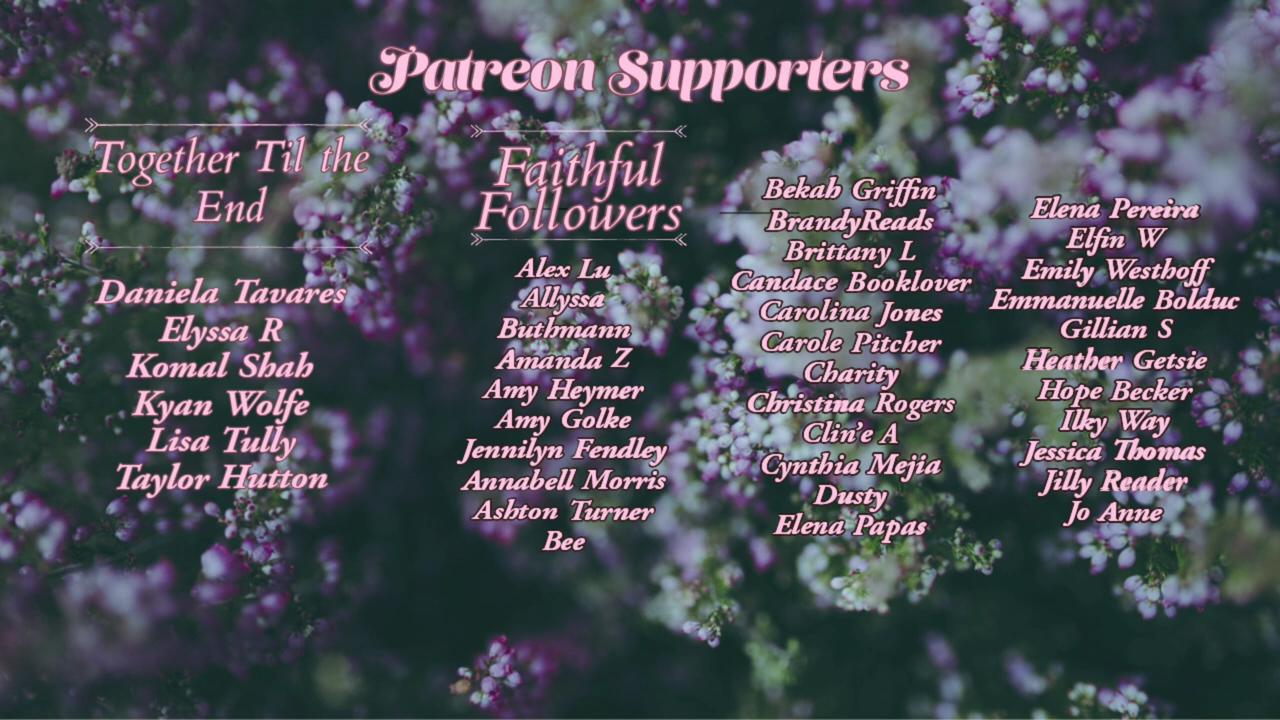 Patreon Supporters
Together Til the
End
Daniela Tavares
Elyssa R
Komal Shah
Kyan Wolfe
Lisa Tully
Taylor Hutton
Faithful
Followers
Alex Lu
Allyssa
Buthmann
Amanda Z
Amy Heymer
Amy Golke
Jennilyn Fendley
Annabell Morris
Ashton Turner
Bee
Bekah Griffin
BrandyReads
Brittany L
Candace Booklover
Carolina Jones
Carole Pitcher
Charity
Christina Rogers
Clin'e A
Cynthia Mejia
Dusty
Elena Papas
Elena Pereira
Elfin W
Emily Westhoff
Emmanuelle Bolduc
Gillian S
Heather Getsie
Hope Becker
Ilky Way
Jessica Thomas
Jilly Reader
Jo Anne